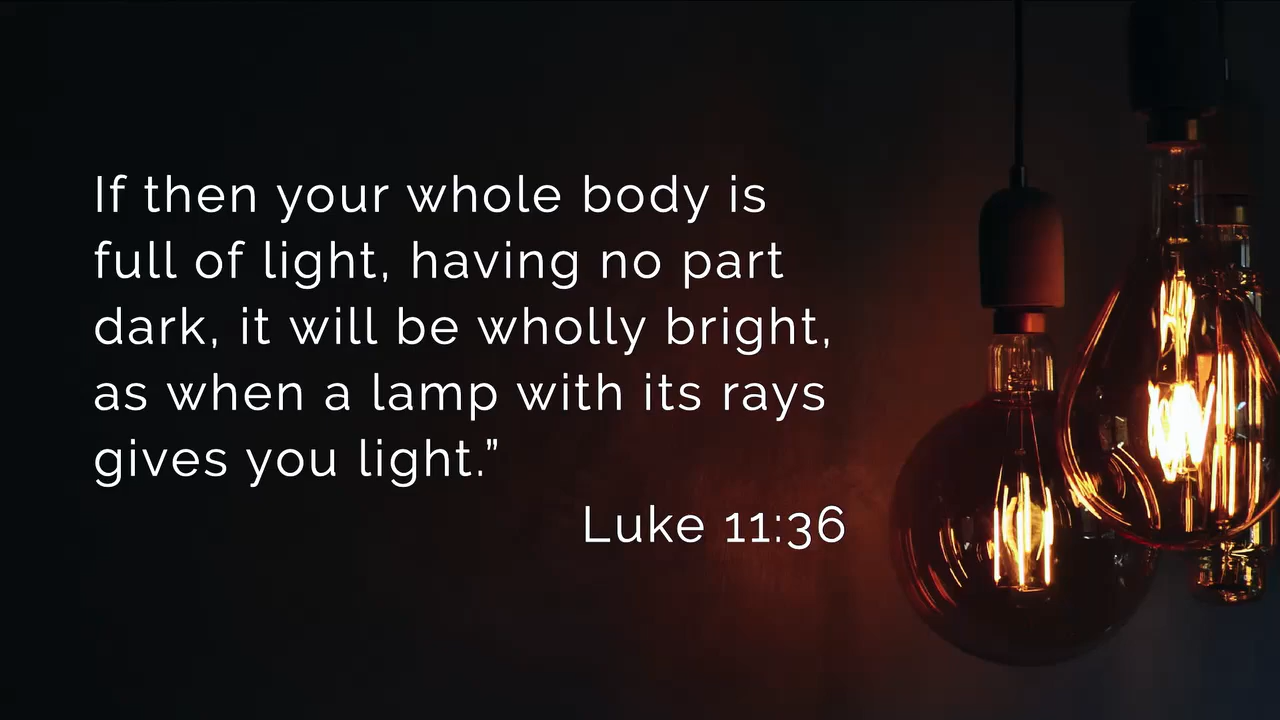 If then your whole body is
full of light, having no part
dark, it will be wholly bright,
as when a lamp with its rays
gives you light.”
Luke 11:36